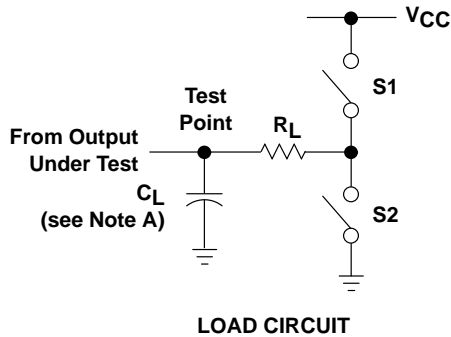 VCC
S1
Test
Point
RL
From Output
Under Test
CL
(see Note A)
S2
LOAD CIRCUIT